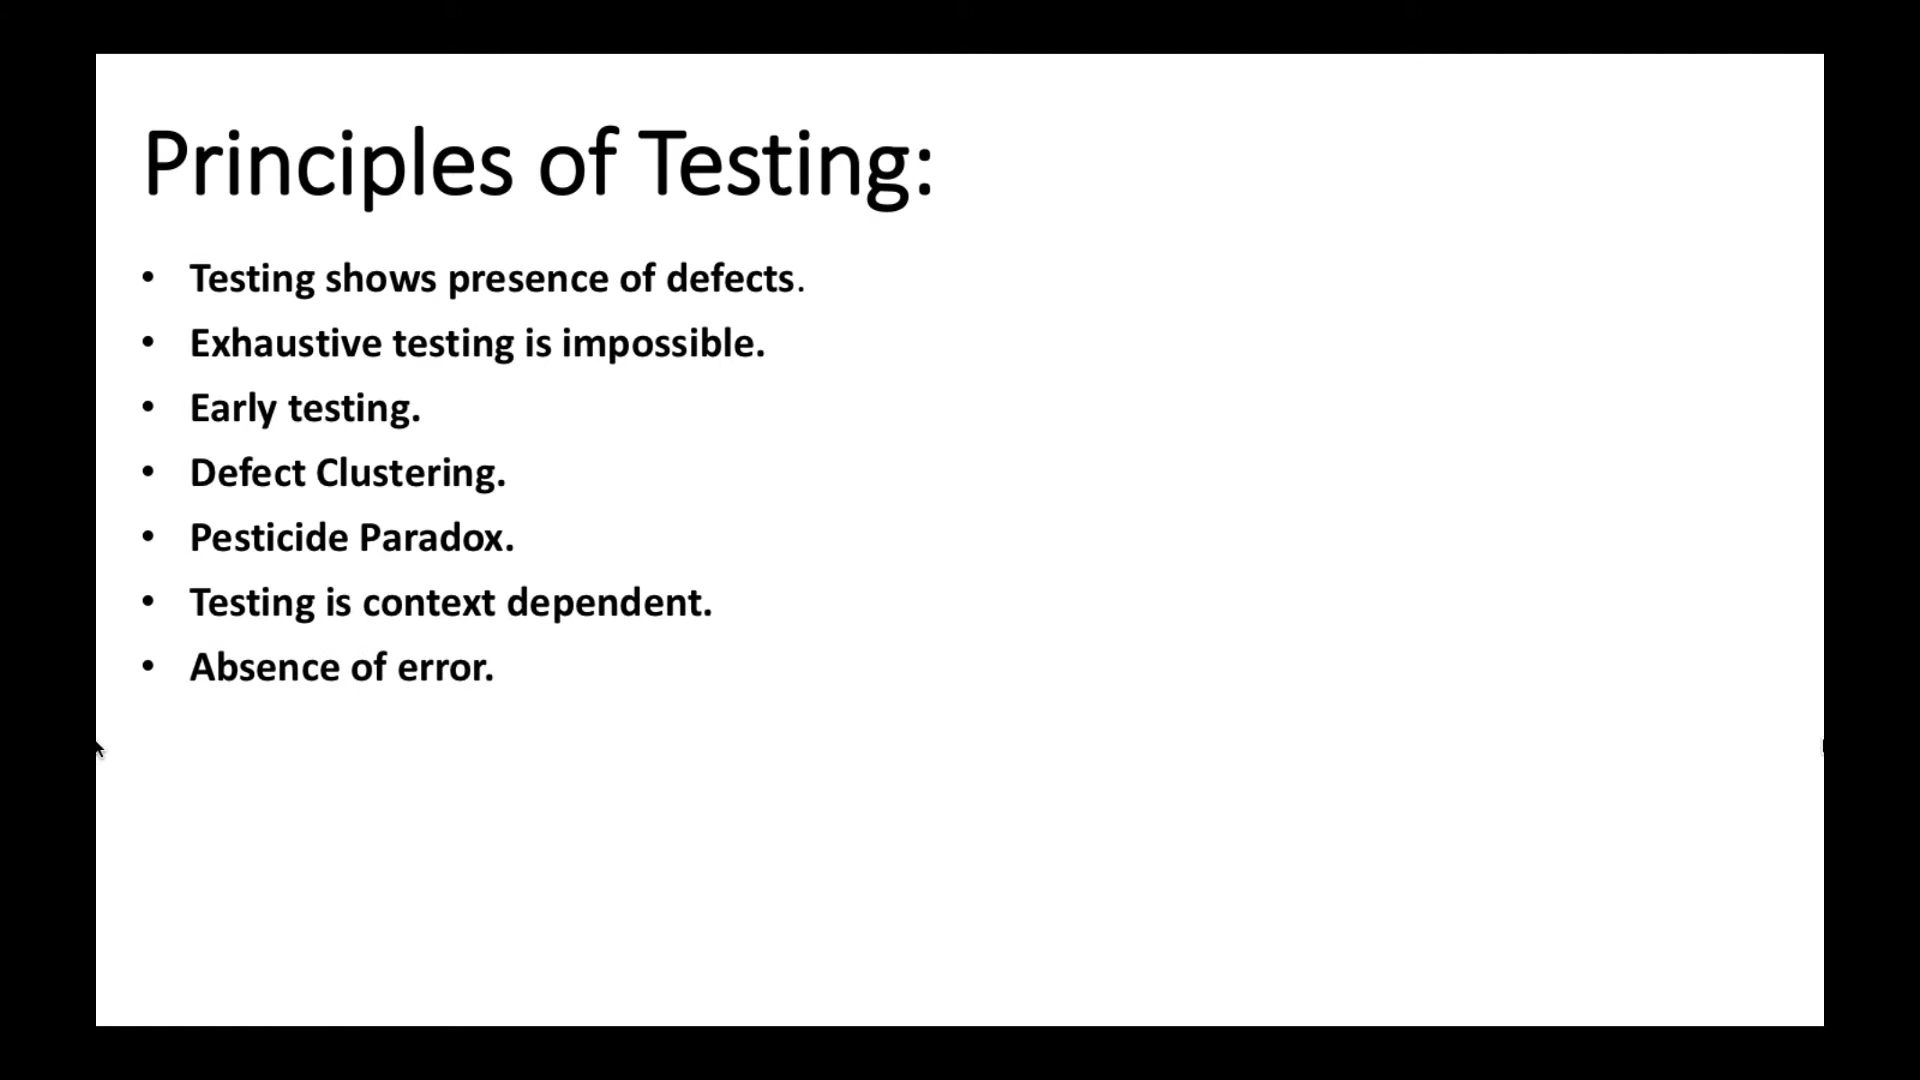 Principles of Testing:
• Testing shows presence of defects.
• Exhaustive testing is impossible.
• Early testing.
• Defect Clustering.
• Pesticide Paradox.
• Testing is context dependent.
• Absence of error.